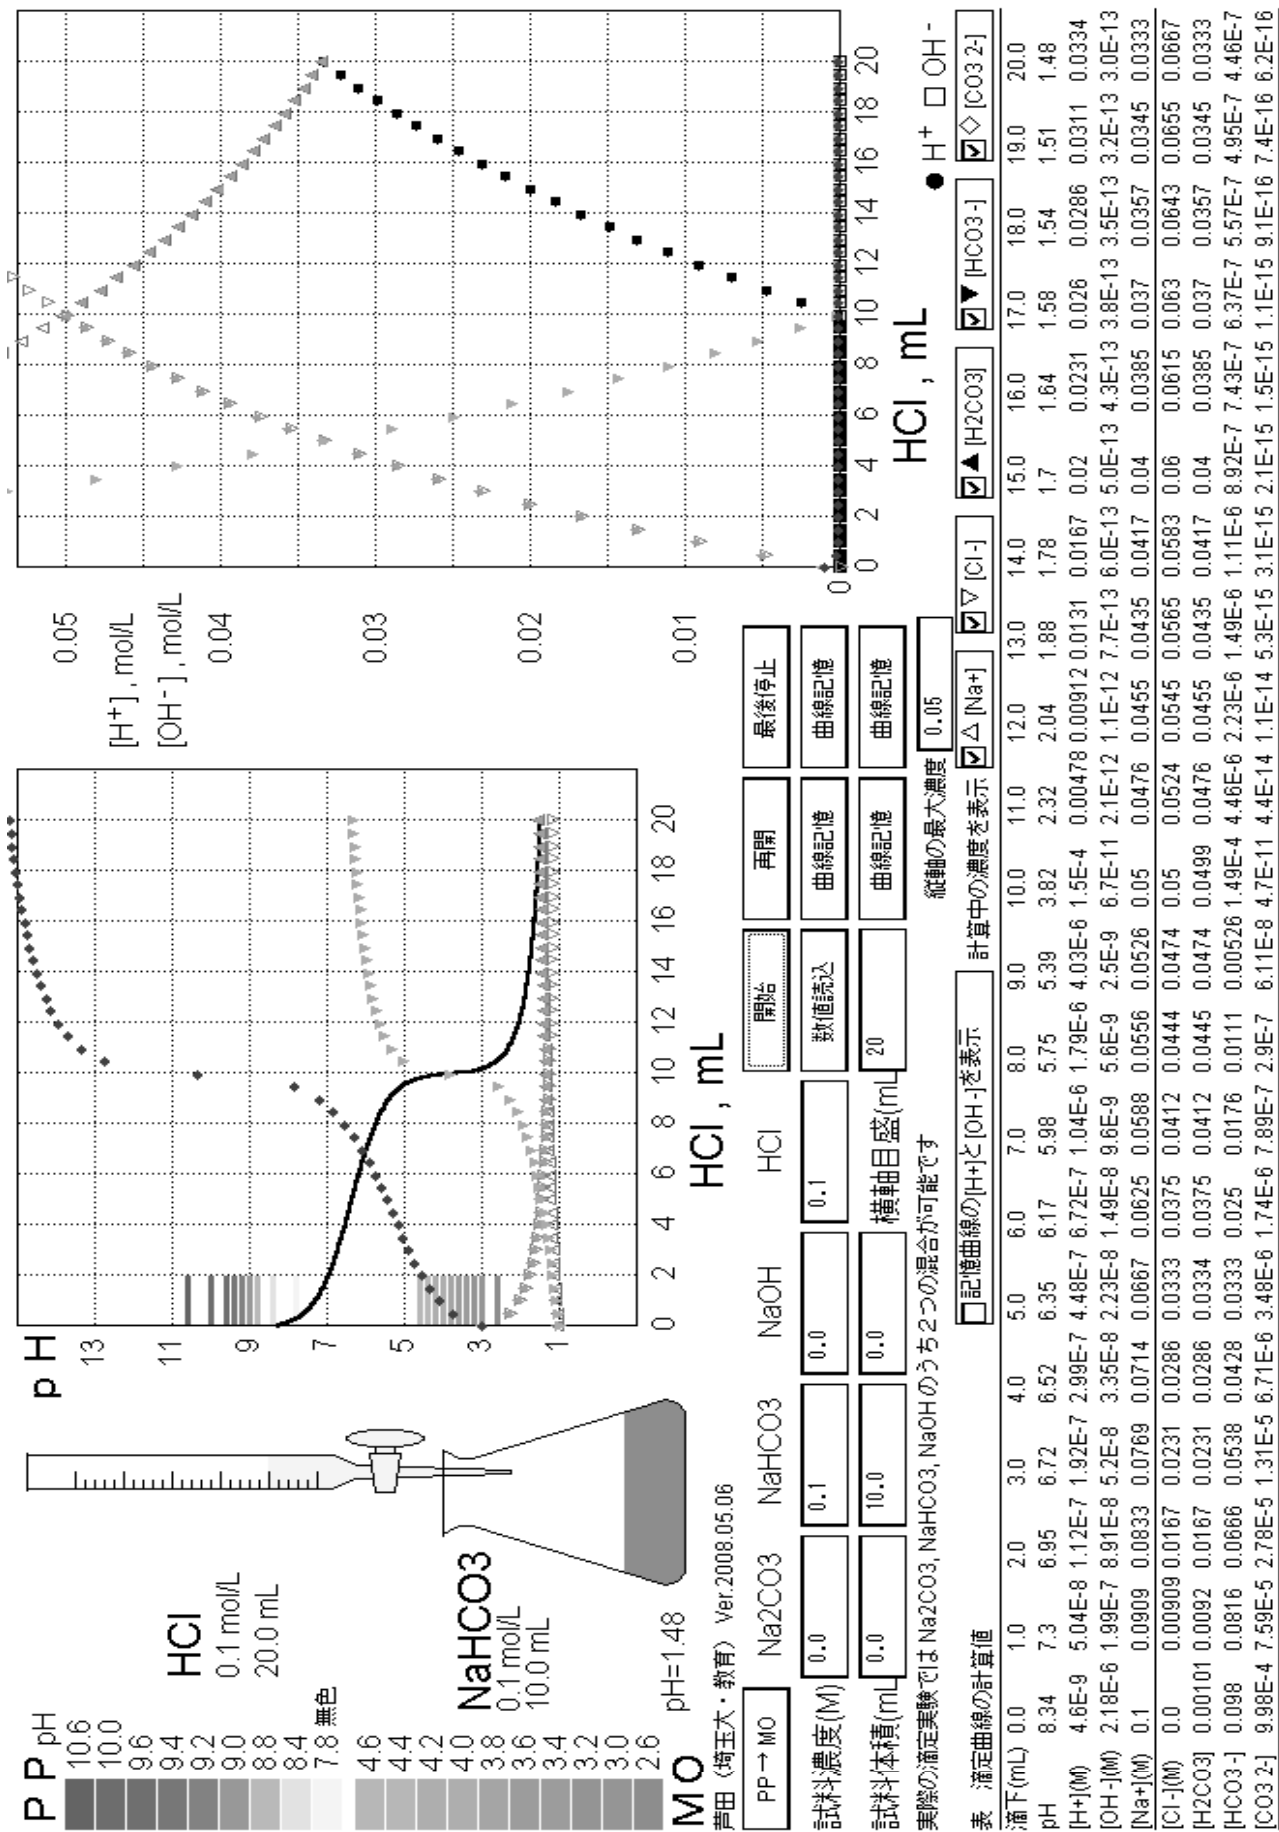 PP pH
10.6
10.0
9.6
9.4
9.2
9.0
8.8
8.4
7.8 無色
4.6
4.4
4.2
4.0
3.8
3.6
3.4
3.2
3.0
2.6
MO
HCl
0.1 mol/L
20.0 mL
NaHCO3
0.1 mol/L
10.0 mL
pH=1.48
pH
13
11
9
7
5
3
1
0 2 4 6 8 10 12 14 16 18 20
HCl , mL
[H+] , mol/L
[OH-] , mol/L
0.05
0.04
0.03
0.02
0.01
0
0 2 4 6 8 10 12 14 16 18 20
HCl , mL
● H+ □ OH-
芦田（埼玉大・教育） Ver.2008.05.06
PP→MO Na2CO3 NaHCO3 NaOH HCl 開始 再開 最後停止
試料濃度(M) 0.0 0.1 0.0 0.1 数値読込 曲線記憶 曲線記憶
試料体積(mL 0.0 10.0 0.0 横軸目盛(mL 20 曲線記憶 曲線記憶
実際の滴定実験では Na2CO3, NaHCO3, NaOH のうち2つの混合が可能です 縦軸の最大濃度 0.05
記憶曲線の[H+]と[OH-]を表示 計算中の濃度を表示 △ [Na+] ▽ [Cl-] ▲ [H2CO3] ▼ [HCO3-] ◇ [CO3 2-]
表 滴定曲線の計算値
滴下(mL) 0.0 1.0 2.0 3.0 4.0 5.0 6.0 7.0 8.0 9.0 10.0 11.0 12.0 13.0 14.0 15.0 16.0 17.0 18.0 19.0 20.0
pH 8.34 7.3 6.95 6.72 6.52 6.35 6.17 5.98 5.75 5.39 3.82 2.32 2.04 1.88 1.78 1.7 1.64 1.58 1.54 1.51 1.48
[H+](M) 4.6E-9 5.04E-8 1.12E-7 1.92E-7 2.99E-7 4.48E-7 6.72E-7 1.04E-6 1.79E-6 4.03E-6 1.5E-4 0.00478 0.00912 0.0131 0.0167 0.02 0.0231 0.026 0.0286 0.0311 0.0334
[OH-](M) 2.18E-6 1.99E-7 8.91E-8 5.2E-8 3.35E-8 2.23E-8 1.49E-8 9.6E-9 5.6E-9 2.5E-9 6.7E-11 2.1E-12 1.1E-12 7.7E-13 6.0E-13 5.0E-13 4.3E-13 3.8E-13 3.5E-13 3.2E-13 3.0E-13
[Na+](M) 0.1 0.0909 0.0833 0.0769 0.0714 0.0667 0.0625 0.0588 0.0556 0.0526 0.05 0.0476 0.0455 0.0435 0.0417 0.04 0.0385 0.037 0.0357 0.0345 0.0333
[Cl-](M) 0.0 0.00909 0.0167 0.0231 0.0286 0.0333 0.0375 0.0412 0.0444 0.0474 0.05 0.0524 0.0545 0.0565 0.0583 0.06 0.0615 0.063 0.0643 0.0655 0.0667
[H2CO3] 0.00101 0.0092 0.0167 0.0231 0.0286 0.0334 0.0375 0.0412 0.0445 0.0474 0.0499 0.0476 0.0455 0.0435 0.0417 0.04 0.0385 0.037 0.0357 0.0345 0.0333
[HCO3-] 0.098 0.0816 0.0666 0.0538 0.0428 0.0333 0.025 0.0176 0.0111 0.00526 1.49E-4 4.46E-6 2.23E-6 1.49E-6 1.11E-6 8.92E-7 7.43E-7 6.37E-7 5.57E-7 4.95E-7 4.46E-7
[CO3 2-] 9.98E-4 7.59E-5 2.78E-5 1.31E-5 6.71E-6 3.48E-6 1.74E-6 7.89E-7 2.9E-7 6.11E-8 4.7E-11 4.4E-14 1.1E-14 5.3E-15 3.1E-15 2.1E-15 1.5E-15 1.1E-15 9.1E-16 7.4E-16 6.2E-16